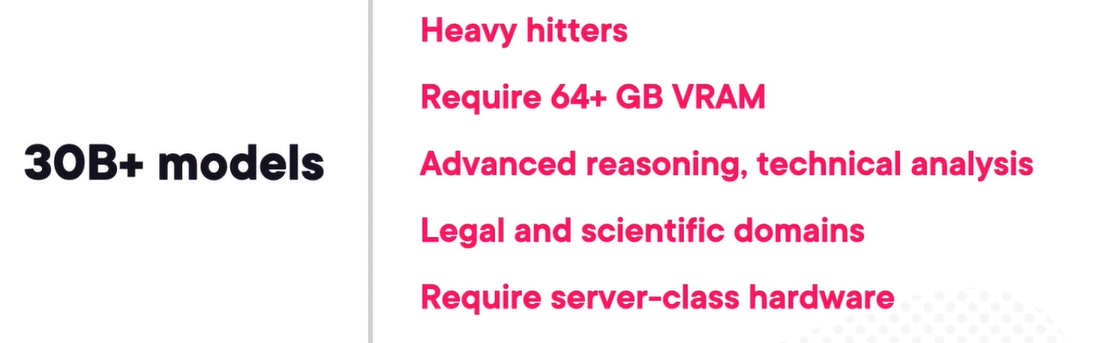 30B+ models
Heavy hitters
Require 64+ GB VRAM
Advanced reasoning, technical analysis
Legal and scientific domains
Require server-class hardware